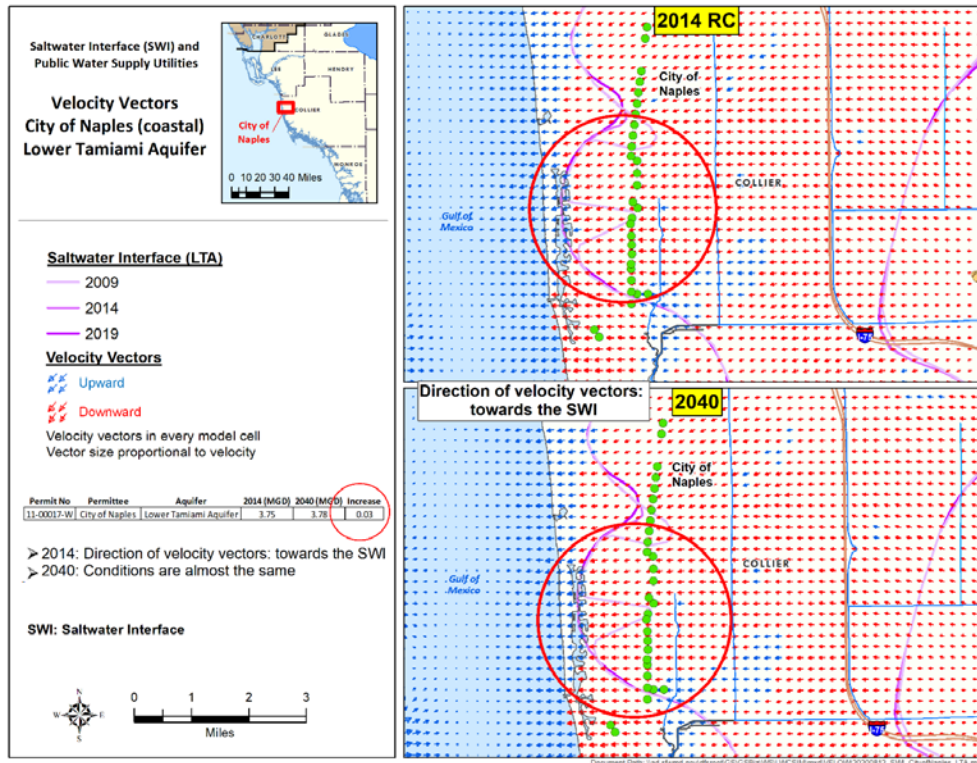 Saltwater Interface (SWI) and
Public Water Supply Utilities
Velocity Vectors
City of Naples (coastal)
Lower Tamiami Aquifer
CHARLOTT
GLADES
LEE
HENDRY
COLLIER
City of
Naples
MONROE
0 10 20 30 40 Miles
Saltwater Interface (LTA)
2009
2014
2019
Velocity Vectors
Upward
Downward
Velocity vectors in every model cell
Vector size proportional to velocity
Permit No Permittee Aquifer 2014 (MGD) 2040 (MGD) Increase
11-00017-W City of Naples Lower Tamiami Aquifer 3.75 3.78 0.03
➢ 2014: Direction of velocity vectors: towards the SWI
➢ 2040: Conditions are almost the same
SWI: Saltwater Interface
N
W E
S
0 1 2 3
Miles
2014 RC
City of
Naples
COLLIER
Gulf of
Mexico
I-75
Direction of velocity vectors:
towards the SWI
2040
City of
Naples
COLLIER
Gulf of
Mexico
I-75